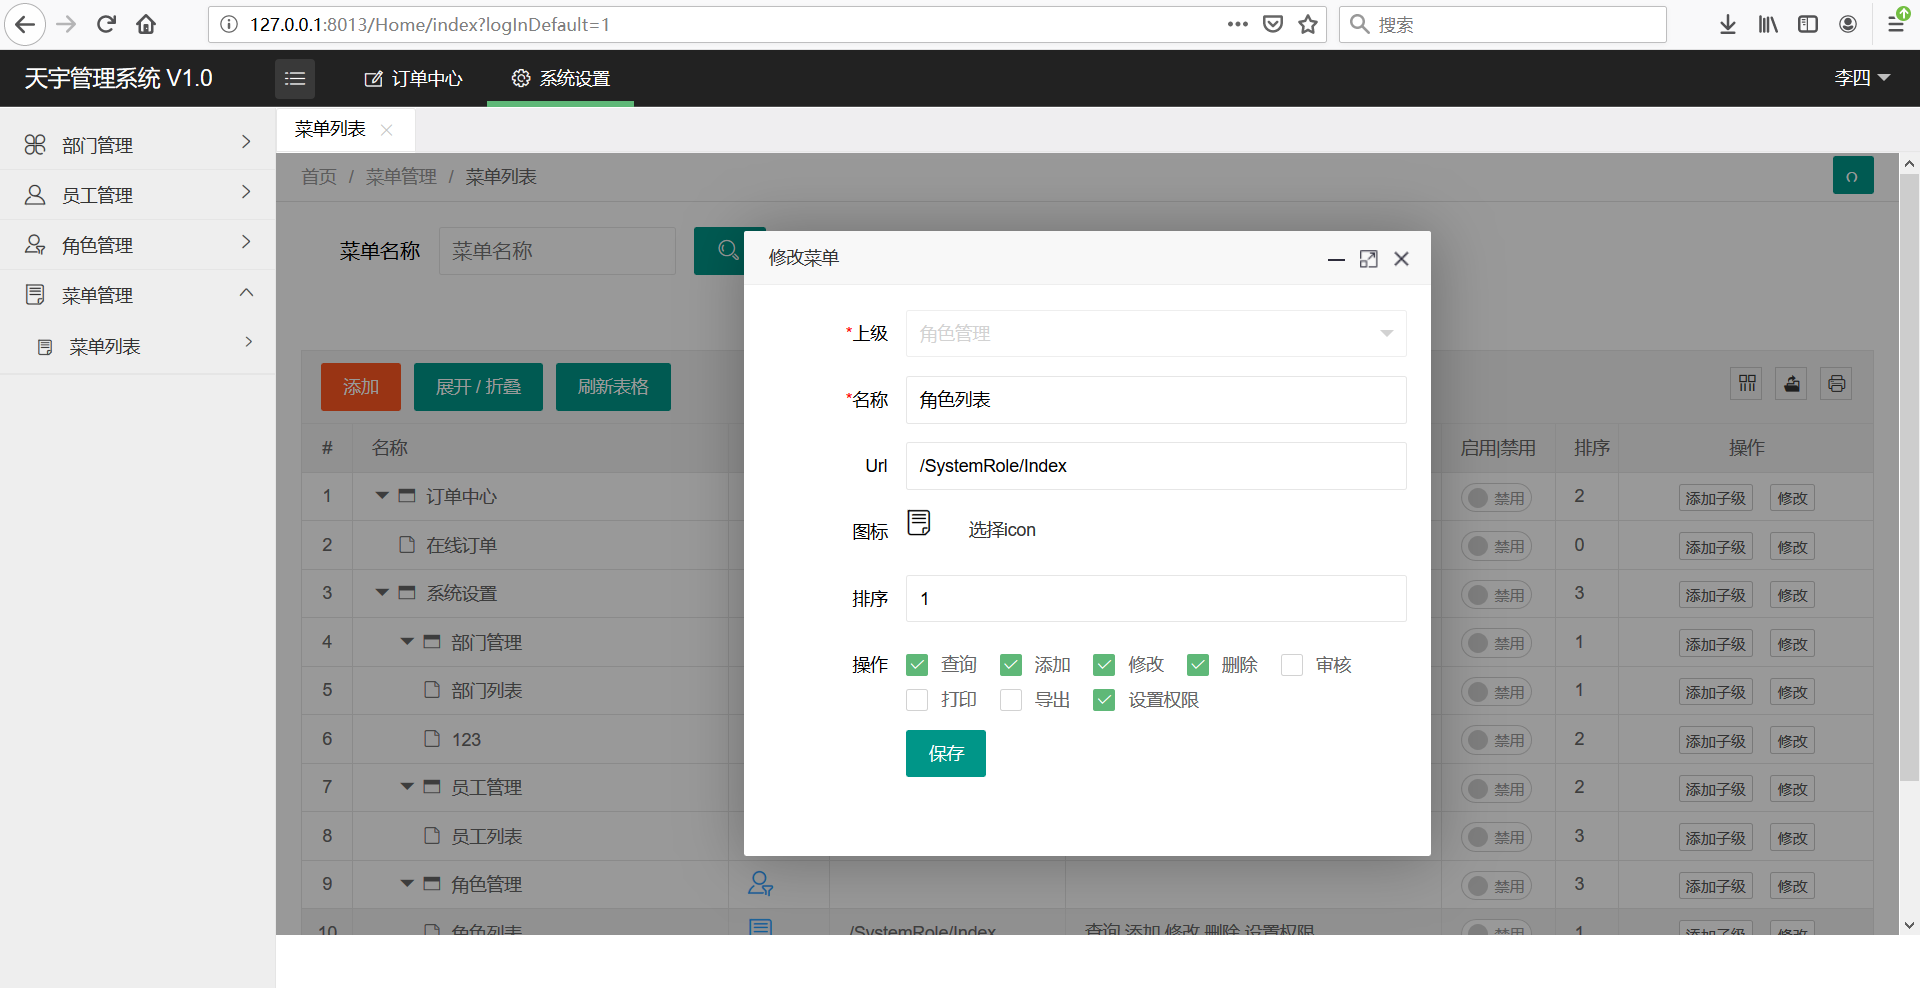 127.0.0.1:8013/Home/index?logInDefault=1
搜索
天宇管理系统 V1.0
订单中心
系统设置
李四
部门管理
员工管理
角色管理
菜单管理
菜单列表
菜单列表
首页 / 菜单管理 / 菜单列表
菜单名称
菜单名称
添加
展开 / 折叠
刷新表格
# 名称 启用|禁用 排序 操作
1 订单中心 禁用 2 添加子级 修改
2 在线订单 禁用 0 添加子级 修改
3 系统设置 禁用 3 添加子级 修改
4 部门管理 禁用 1 添加子级 修改
5 部门列表 禁用 1 添加子级 修改
6 123 禁用 2 添加子级 修改
7 员工管理 禁用 2 添加子级 修改
8 员工列表 禁用 3 添加子级 修改
9 角色管理 禁用 3 添加子级 修改
10 角色列表 /SystemRole/Index 查询 添加 修改 删除 设置权限 禁用 1 添加子级 修改
修改菜单
*上级 角色管理
*名称 角色列表
Url /SystemRole/Index
图标 选择icon
排序 1
操作 查询 添加 修改 删除 审核
打印 导出 设置权限
保存